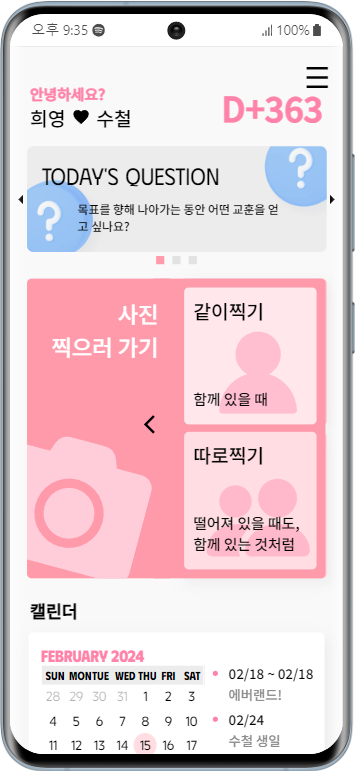 오후 9:35 100%
안녕하세요?
희영 ♥ 수철
D+363
TODAY'S QUESTION
목표를 향해 나아가는 동안 어떤 교훈을 얻
고 싶나요?
사진
찍으러 가기
같이찍기
함께 있을 때
따로찍기
떨어져 있을 때도,
함께 있는 것처럼
캘린더
FEBRUARY 2024
SUN MON TUE WED THU FRI SAT
28 29 30 31 1 2 3
4 5 6 7 8 9 10
11 12 13 14 15 16 17
02/18 ~ 02/18
에버랜드!
02/24
수철 생일